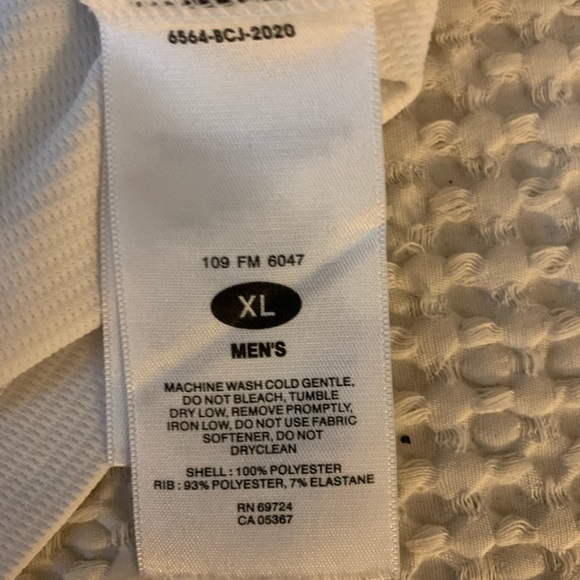 6564-BCJ-2020
109 FM 6047
XL
MEN'S
MACHINE WASH COLD GENTLE,
DO NOT BLEACH, TUMBLE
DRY LOW, REMOVE PROMPTLY,
IRON LOW, DO NOT USE FABRIC
SOFTENER, DO NOT
DRYCLEAN
SHELL : 100% POLYESTER
RIB : 93% POLYESTER, 7% ELASTANE
RN 69724
CA 05367